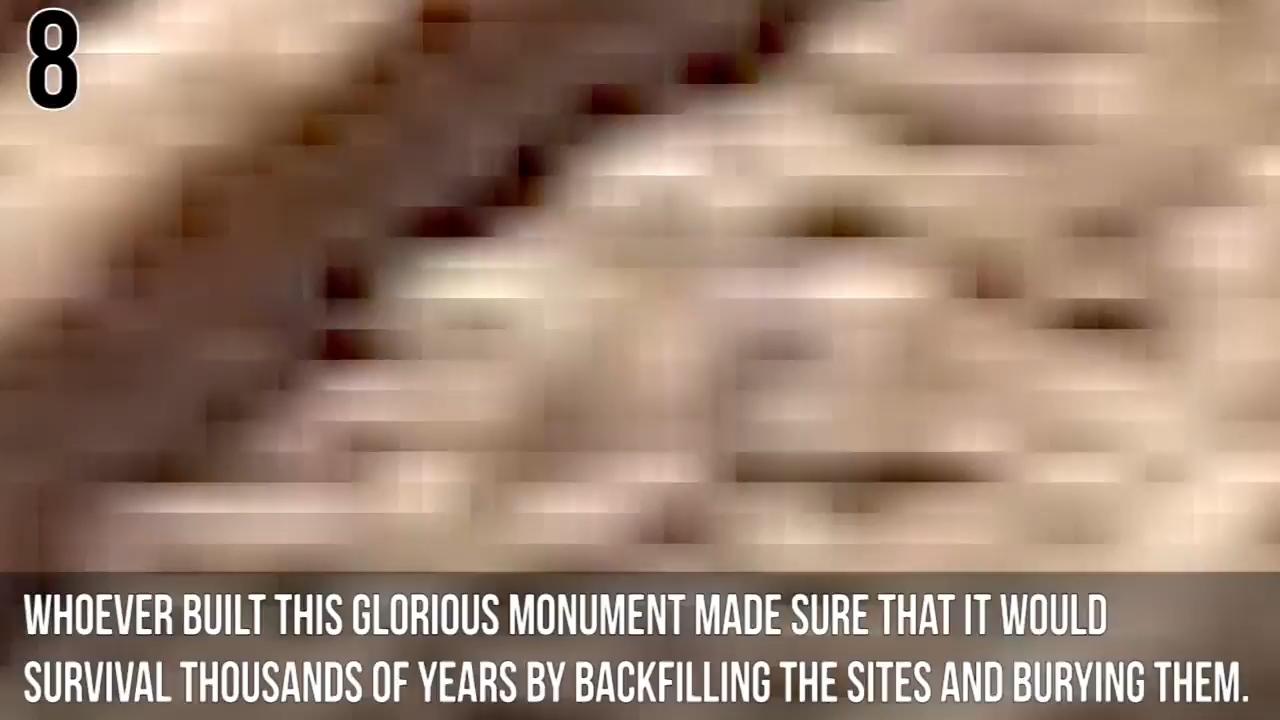 8
WHOEVER BUILT THIS GLORIOUS MONUMENT MADE SURE THAT IT WOULD
SURVIVAL THOUSANDS OF YEARS BY BACKFILLING THE SITES AND BURYING THEM.